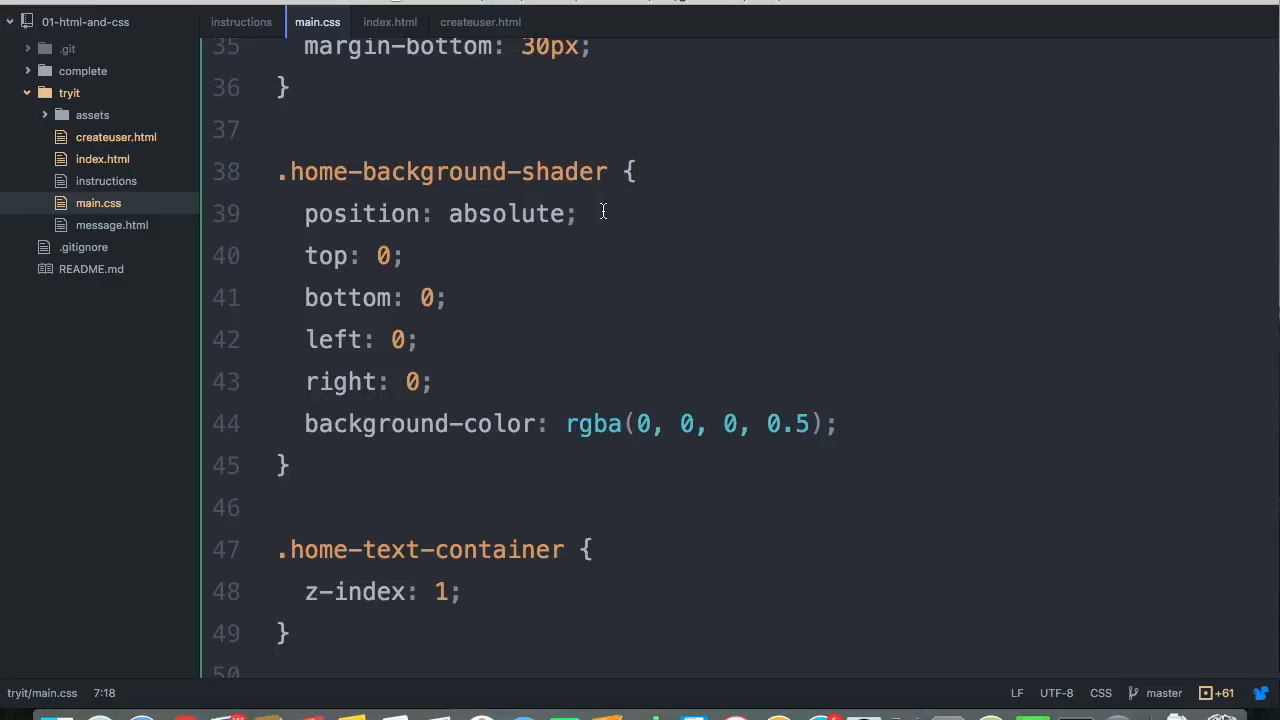 01-html-and-css
.git
complete
tryit
assets
createuser.html
index.html
instructions
main.css
message.html
.gitignore
README.md
instructions
main.css
index.html
createuser.html
35 margin-bottom: 30px;
36 }
37
38 .home-background-shader {
39 position: absolute;
40 top: 0;
41 bottom: 0;
42 left: 0;
43 right: 0;
44 background-color: rgba(0, 0, 0, 0.5);
45 }
46
47 .home-text-container {
48 z-index: 1;
49 }
50
tryit/main.css 7:18
LF UTF-8 CSS master +61